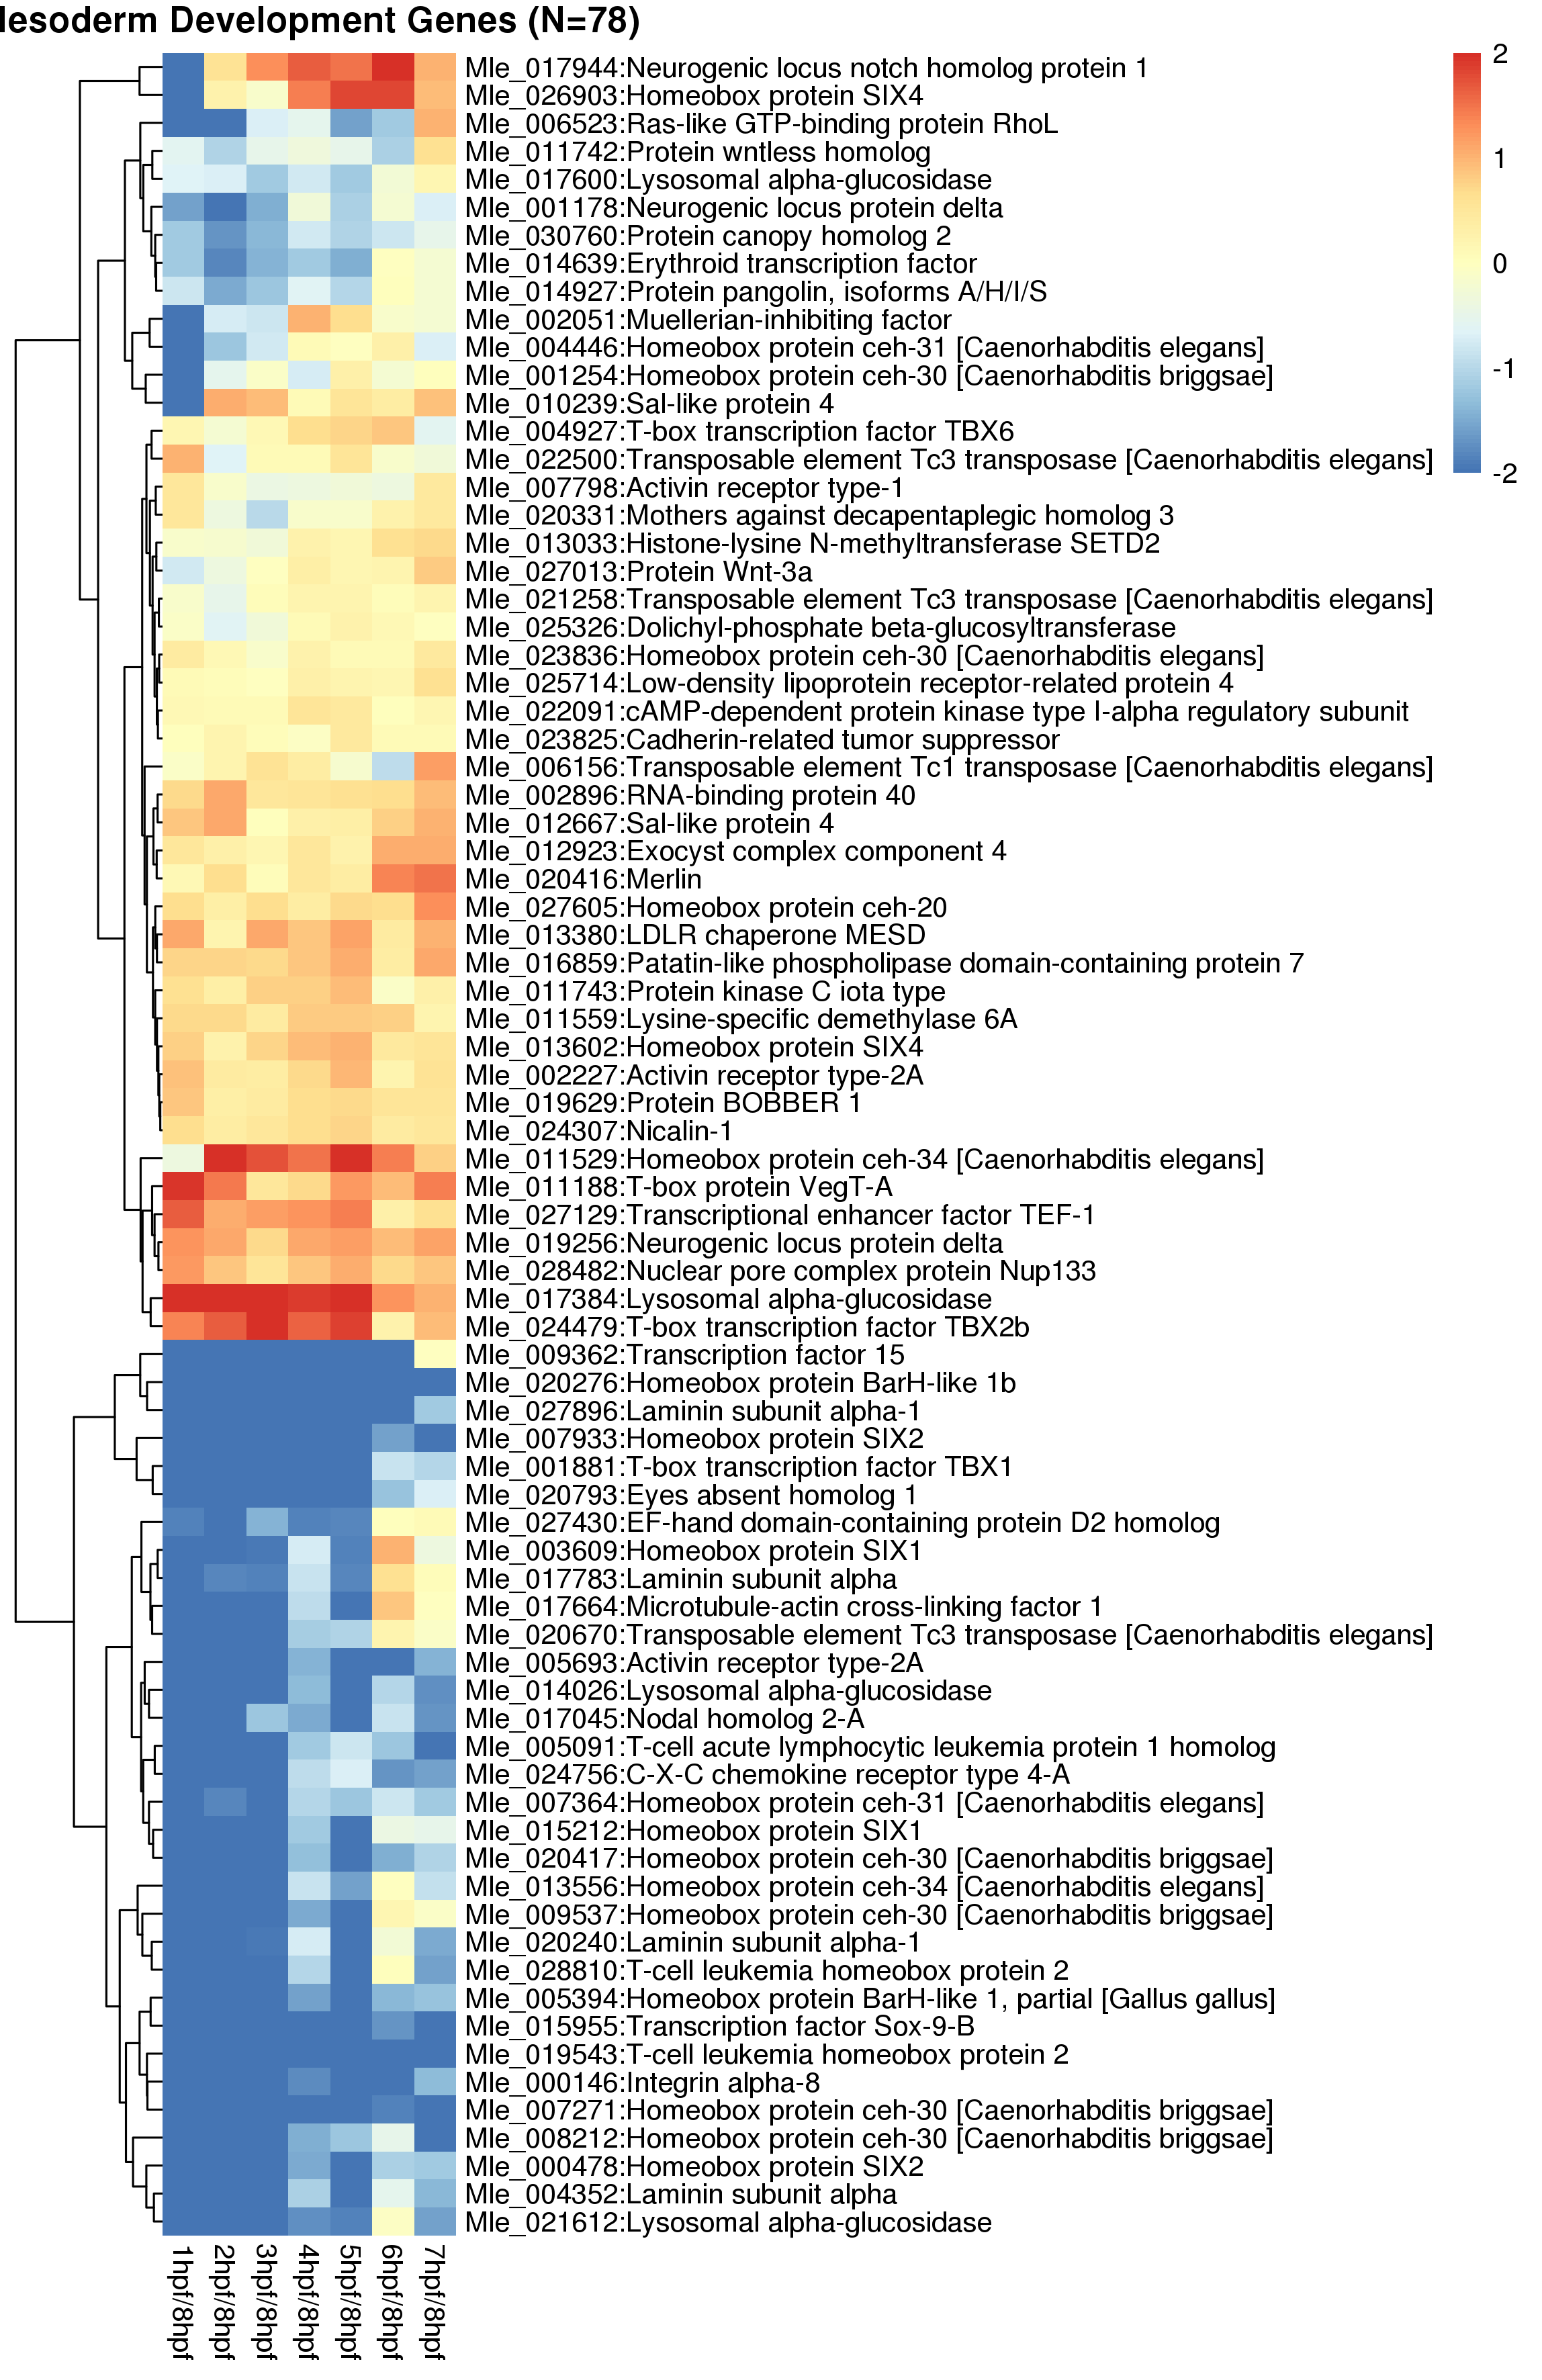 lesoderm Development Genes (N=78)
Mle_017944:Neurogenic locus notch homolog protein 1
Mle_026903:Homeobox protein SIX4
Mle_006523:Ras-like GTP-binding protein RhoL
Mle_011742:Protein wntless homolog
Mle_017600:Lysosomal alpha-glucosidase
Mle_001178:Neurogenic locus protein delta
Mle_030760:Protein canopy homolog 2
Mle_014639:Erythroid transcription factor
Mle_014927:Protein pangolin, isoforms A/H/I/S
Mle_002051:Muellerian-inhibiting factor
Mle_004446:Homeobox protein ceh-31 [Caenorhabditis elegans]
Mle_001254:Homeobox protein ceh-30 [Caenorhabditis briggsae]
Mle_010239:Sal-like protein 4
Mle_004927:T-box transcription factor TBX6
Mle_022500:Transposable element Tc3 transposase [Caenorhabditis elegans]
Mle_007798:Activin receptor type-1
Mle_020331:Mothers against decapentaplegic homolog 3
Mle_013033:Histone-lysine N-methyltransferase SETD2
Mle_027013:Protein Wnt-3a
Mle_021258:Transposable element Tc3 transposase [Caenorhabditis elegans]
Mle_025326:Dolichyl-phosphate beta-glucosyltransferase
Mle_023836:Homeobox protein ceh-30 [Caenorhabditis elegans]
Mle_025714:Low-density lipoprotein receptor-related protein 4
Mle_022091:cAMP-dependent protein kinase type I-alpha regulatory subunit
Mle_023825:Cadherin-related tumor suppressor
Mle_006156:Transposable element Tc1 transposase [Caenorhabditis elegans]
Mle_002896:RNA-binding protein 40
Mle_012667:Sal-like protein 4
Mle_012923:Exocyst complex component 4
Mle_020416:Merlin
Mle_027605:Homeobox protein ceh-20
Mle_013380:LDLR chaperone MESD
Mle_016859:Patatin-like phospholipase domain-containing protein 7
Mle_011743:Protein kinase C iota type
Mle_011559:Lysine-specific demethylase 6A
Mle_013602:Homeobox protein SIX4
Mle_002227:Activin receptor type-2A
Mle_019629:Protein BOBBER 1
Mle_024307:Nicalin-1
Mle_011529:Homeobox protein ceh-34 [Caenorhabditis elegans]
Mle_011188:T-box protein VegT-A
Mle_027129:Transcriptional enhancer factor TEF-1
Mle_019256:Neurogenic locus protein delta
Mle_028482:Nuclear pore complex protein Nup133
Mle_017384:Lysosomal alpha-glucosidase
Mle_024479:T-box transcription factor TBX2b
Mle_009362:Transcription factor 15
Mle_020276:Homeobox protein BarH-like 1b
Mle_027896:Laminin subunit alpha-1
Mle_007933:Homeobox protein SIX2
Mle_001881:T-box transcription factor TBX1
Mle_020793:Eyes absent homolog 1
Mle_027430:EF-hand domain-containing protein D2 homolog
Mle_003609:Homeobox protein SIX1
Mle_017783:Laminin subunit alpha
Mle_017664:Microtubule-actin cross-linking factor 1
Mle_020670:Transposable element Tc3 transposase [Caenorhabditis elegans]
Mle_005693:Activin receptor type-2A
Mle_014026:Lysosomal alpha-glucosidase
Mle_017045:Nodal homolog 2-A
Mle_005091:T-cell acute lymphocytic leukemia protein 1 homolog
Mle_024756:C-X-C chemokine receptor type 4-A
Mle_007364:Homeobox protein ceh-31 [Caenorhabditis elegans]
Mle_015212:Homeobox protein SIX1
Mle_020417:Homeobox protein ceh-30 [Caenorhabditis briggsae]
Mle_013556:Homeobox protein ceh-34 [Caenorhabditis elegans]
Mle_009537:Homeobox protein ceh-30 [Caenorhabditis briggsae]
Mle_020240:Laminin subunit alpha-1
Mle_028810:T-cell leukemia homeobox protein 2
Mle_005394:Homeobox protein BarH-like 1, partial [Gallus gallus]
Mle_015955:Transcription factor Sox-9-B
Mle_019543:T-cell leukemia homeobox protein 2
Mle_000146:Integrin alpha-8
Mle_007271:Homeobox protein ceh-30 [Caenorhabditis briggsae]
Mle_008212:Homeobox protein ceh-30 [Caenorhabditis briggsae]
Mle_000478:Homeobox protein SIX2
Mle_004352:Laminin subunit alpha
Mle_021612:Lysosomal alpha-glucosidase
2
1
0
-1
-2
1hpf/8hpf
2hpf/8hpf
3hpf/8hpf
4hpf/8hpf
5hpf/8hpf
6hpf/8hpf
7hpf/8hpf